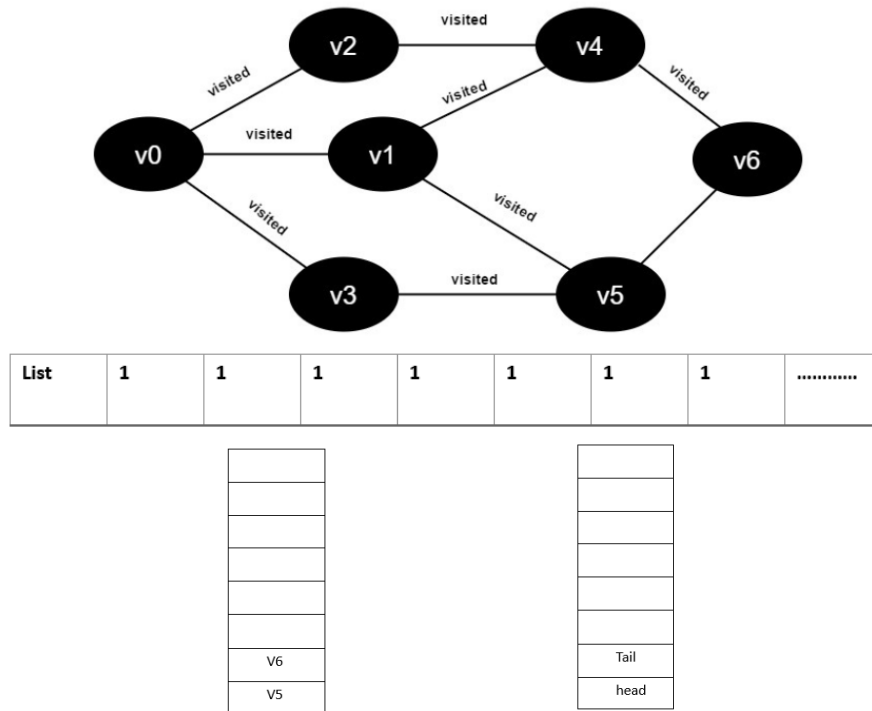 visited
v2
v4
visited
visited
visited
visited
v0
v1
v6
visited
visited
visited
v3
v5
List 1 1 1 1 1 1 1 ............
V6
Tail
V5
head